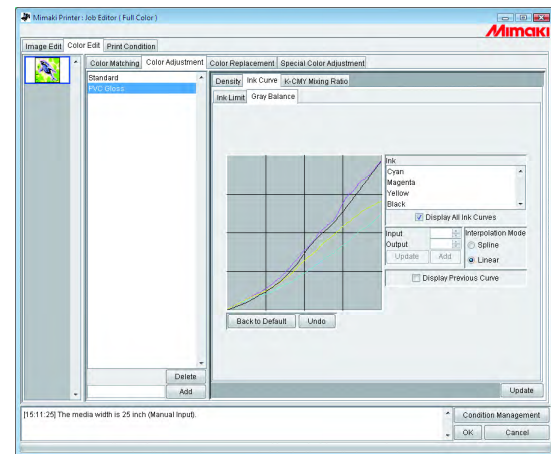 Mimaki Printer : Job Editor ( Full Color )
Mimaki
Image Edit Color Edit Print Condition
Color Matching Color Adjustment Color Replacement Special Color Adjustment
Standard
PVC Gloss
Density Ink Curve K-CMY Mixing Ratio
Ink Limit Gray Balance
Ink
Cyan
Magenta
Yellow
Black
Display All Ink Curves
Input
Output
Update Add
Interpolation Mode
Spline
Linear
Display Previous Curve
Back to Default Undo
Delete
Add
Update
[15:11:25] The media width is 25 inch (Manual Input).
Condition Management
OK Cancel